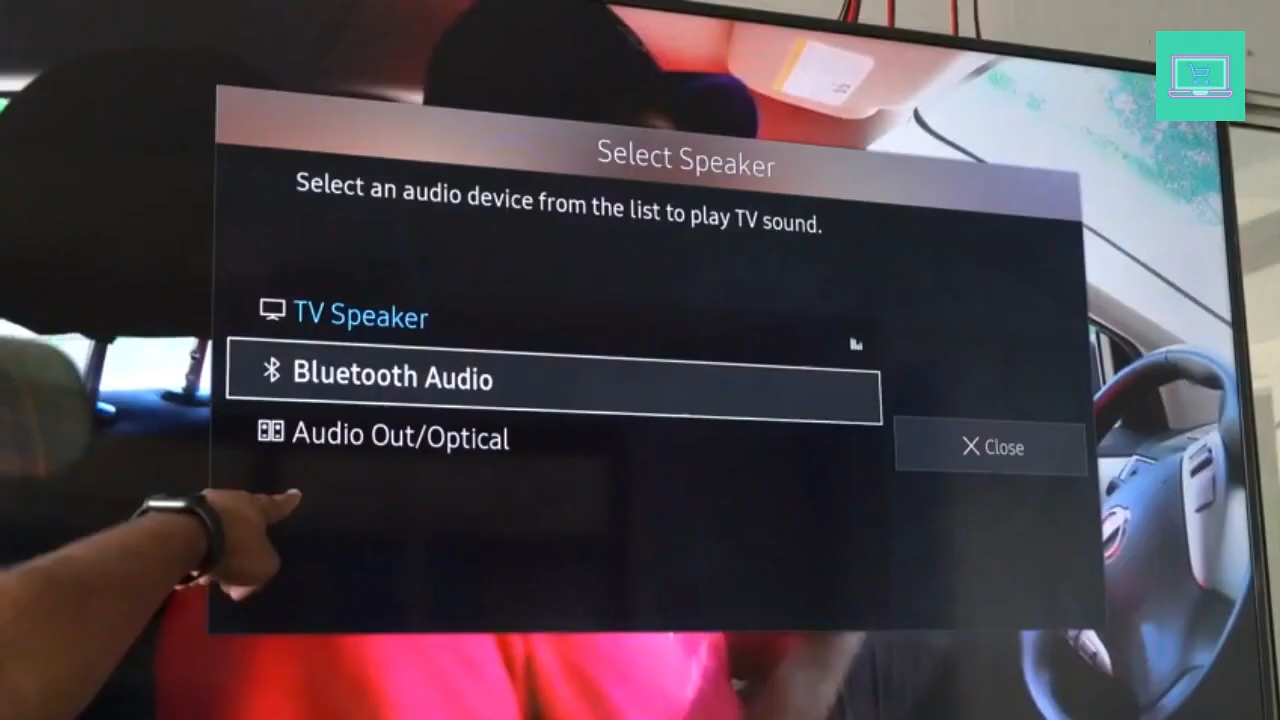 Select Speaker
Select an audio device from the list to play TV sound.
TV Speaker
Bluetooth Audio
Audio Out/Optical
Close